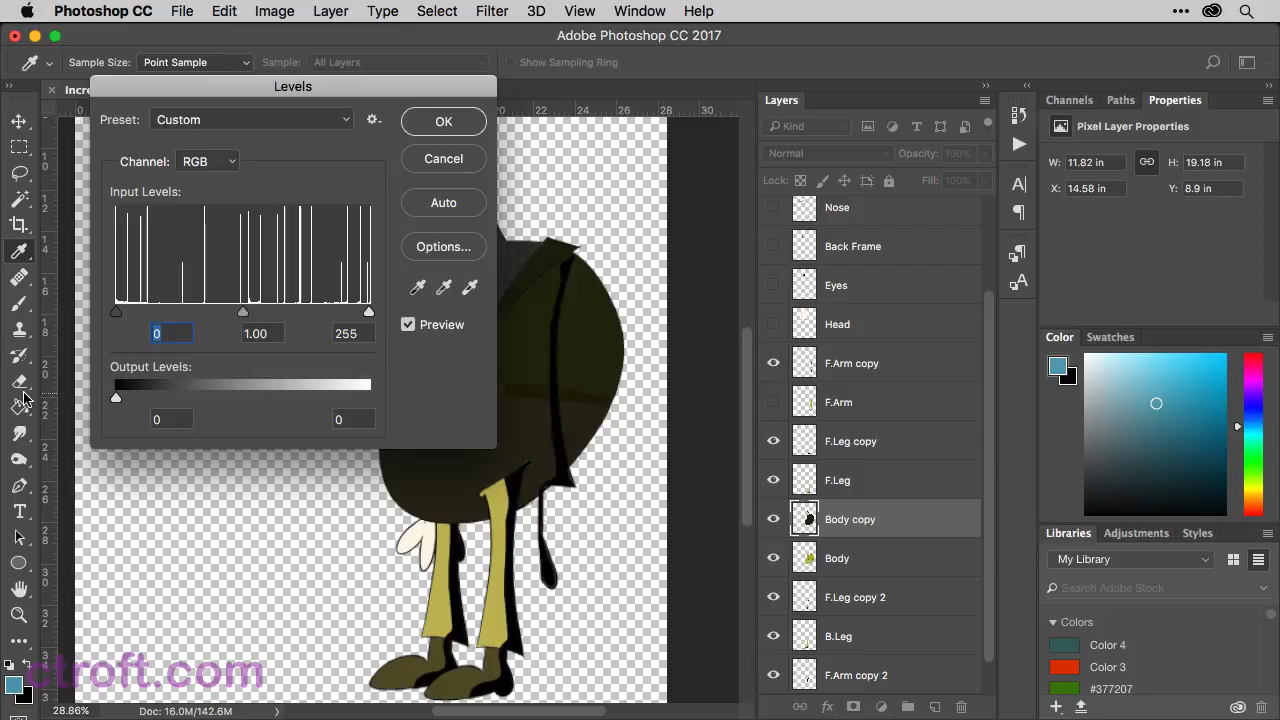 Photoshop CC File Edit Image Layer Type Select Filter 3D View Window Help
Adobe Photoshop CC 2017
Sample Size: Point Sample Sample: All Layers Show Sampling Ring
Incre
0 20 22 24 26 28 30
Levels
Preset: Custom
OK
Channel: RGB
Cancel
Input Levels:
Auto
Options...
Preview
0 1.00 255
Output Levels:
0 0
Layers
Kind
Normal Opacity: 100%
Lock: Fill: 100%
Nose
Back Frame
Eyes
Head
F.Arm copy
F.Arm
F.Leg copy
F.Leg
Body copy
Body
F.Leg copy 2
B.Leg
F.Arm copy 2
Channels Paths Properties
Pixel Layer Properties
W: 11.82 in H: 19.18 in
X: 14.58 in Y: 8.9 in
Color Swatches
Libraries Adjustments Styles
My Library
Search Adobe Stock
Colors
Color 4
Color 3
#377207
ctroft.com
28.86% Doc: 16.0M/142.6M